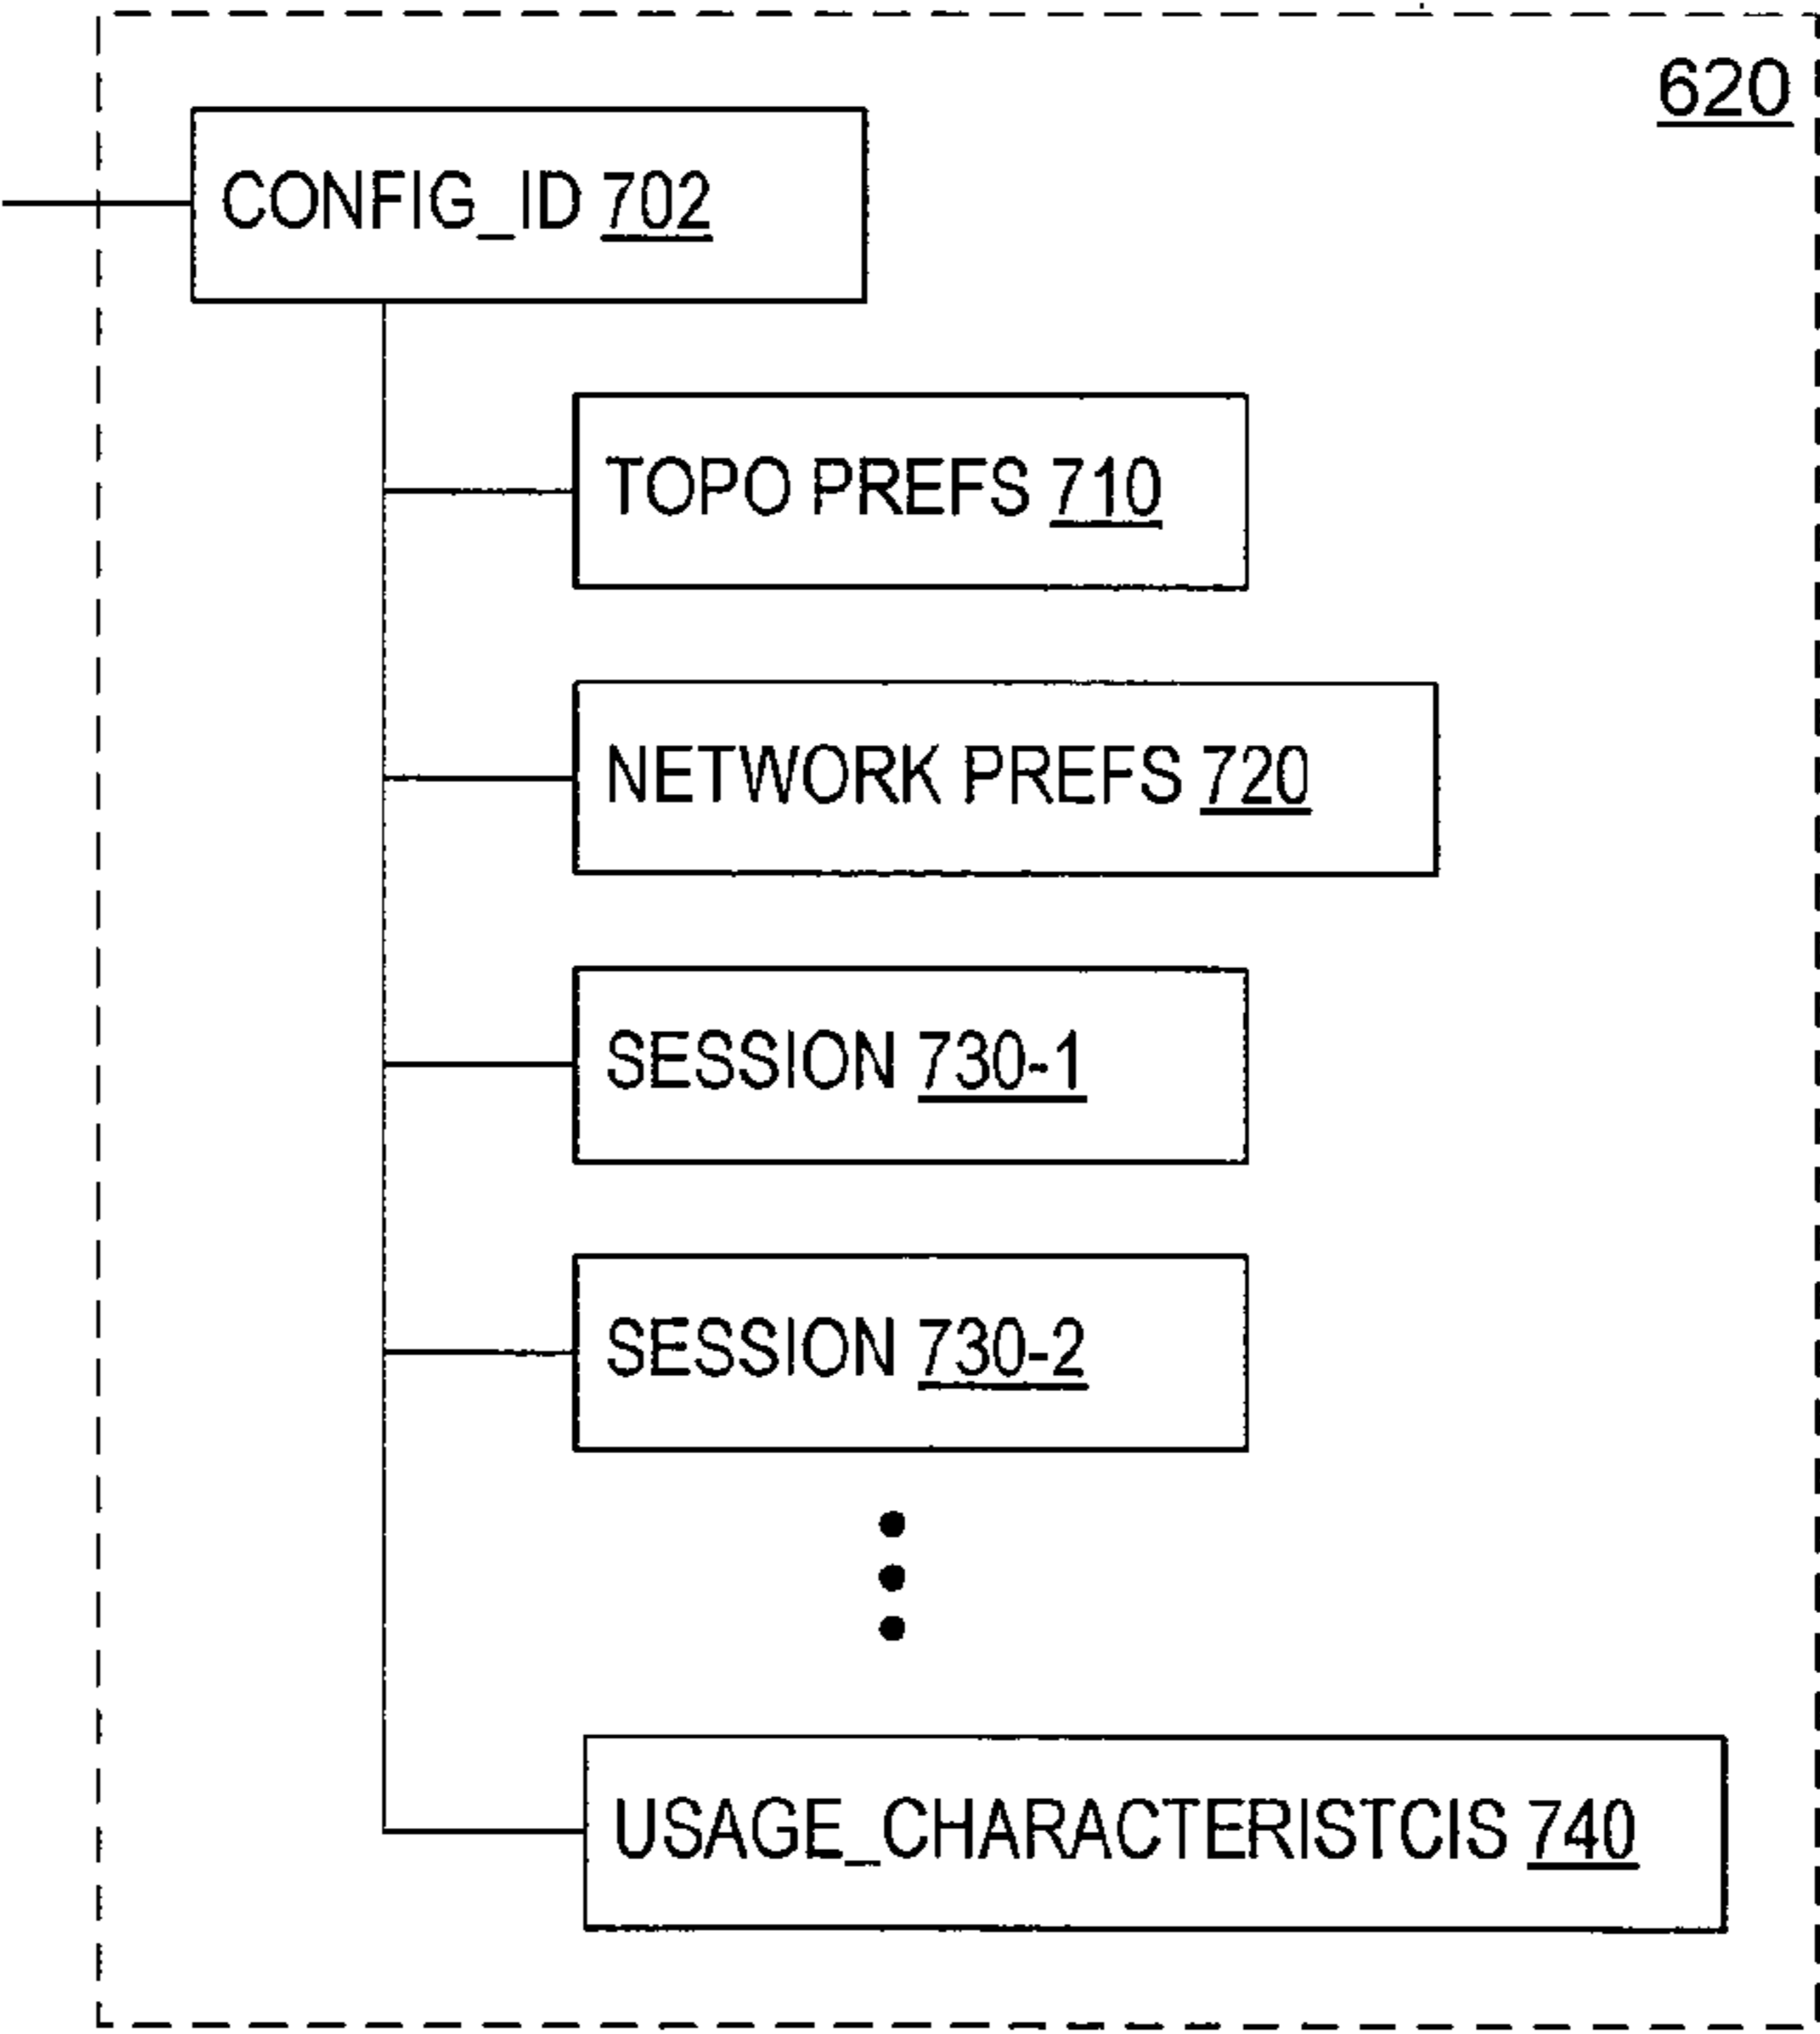 620
CONFIG_ID 702
TOPO PREFS 710
NETWORK PREFS 720
SESSION 730-1
SESSION 730-2
USAGE_CHARACTERISTCIS 740